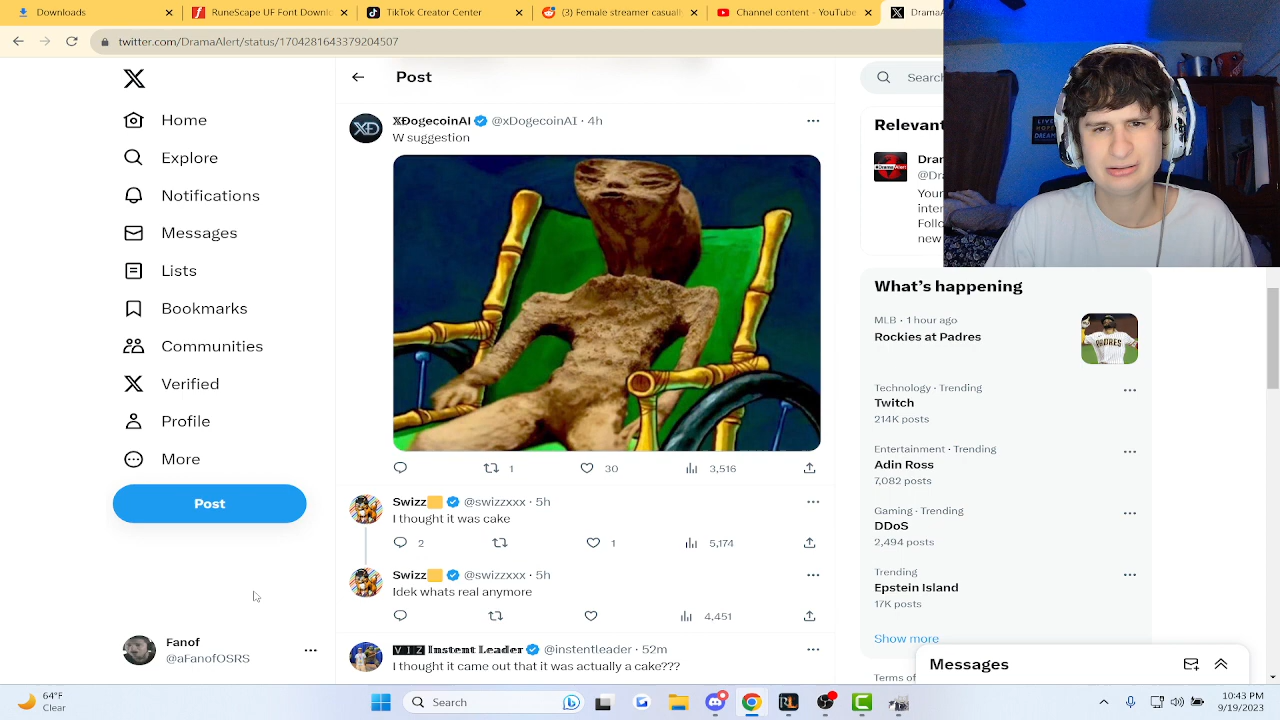 Downloads
RuneScape UF Font Downlo
TikTok Creator Center
(3) Female streamer casuall
Channel content - YouTube
DramaA
twitter.com/DramaAlert/status/1704281643379204507
Post
Search
Home
Explore
Notifications
Messages
Lists
Bookmarks
Communities
Verified
Profile
More
Post
Fanof
@aFanofOSRS
XDogecoinAI @xDogecoinAI · 4h
W suggestion
1 30 3,516
Swizz @swizzxxx · 5h
I thought it was cake
2 1 5,174
Swizz @swizzxxx · 5h
Idek whats real anymore
4,451
Instent Leader @instentleader · 52m
I thought it came out that it was actually a cake???
Relevant
Dram
@Dra
Your
inter
Follo
new
What's happening
MLB · 1 hour ago
Rockies at Padres
PADRES
Technology · Trending
Twitch
214K posts
Entertainment · Trending
Adin Ross
7,082 posts
Gaming · Trending
DDoS
2,494 posts
Trending
Epstein Island
17K posts
Show more
Messages
Terms of
64°F
Clear
Search
10:43 PM
9/19/2023